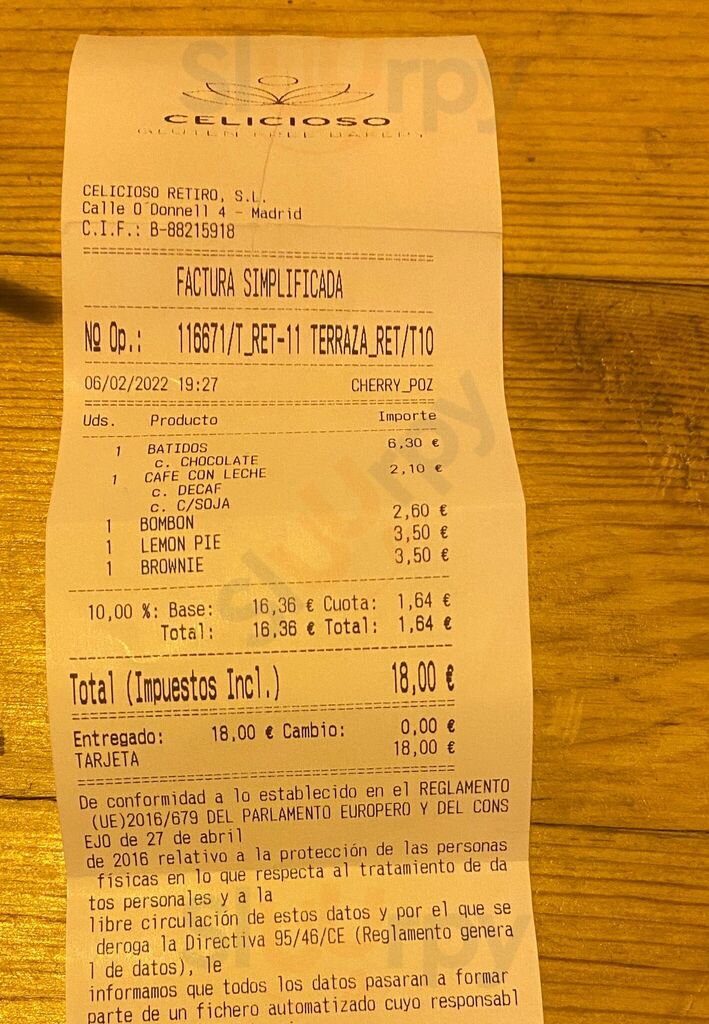 CELICIOSO
GLUTEN FREE BAKERY
CELICIOSO RETIRO, S.L.
Calle O´Donnell 4 - Madrid
C.I.F.: B-88215918
FACTURA SIMPLIFICADA
Nº Op.: 116671/T_RET-11 TERRAZA_RET/T10
06/02/2022 19:27 CHERRY_POZ
Uds. Producto Importe
1 BATIDOS 6,30 €
c. CHOCOLATE
1 CAFE CON LECHE 2,10 €
c. DECAF
c. C/SOJA
1 BOMBON 2,60 €
1 LEMON PIE 3,50 €
1 BROWNIE 3,50 €
10,00 %: Base: 16,36 € Cuota: 1,64 €
Total: 16,36 € Total: 1,64 €
Total (Impuestos Incl.) 18,00 €
Entregado: 18,00 € Cambio: 0,00 €
TARJETA 18,00 €
De conformidad a lo establecido en el REGLAMENTO
(UE)2016/679 DEL PARLAMENTO EUROPERO Y DEL CONS
EJO de 27 de abril
de 2016 relativo a la protección de las personas
físicas en lo que respecta al tratamiento de da
tos personales y a la
libre circulación de estos datos y por el que se
deroga la Directiva 95/46/CE (Reglamento genera
l de datos), le
informamos que todos los datos pasaran a formar
parte de un fichero automatizado cuyo responsabl
sluurpy
sluurpy
sluurpy